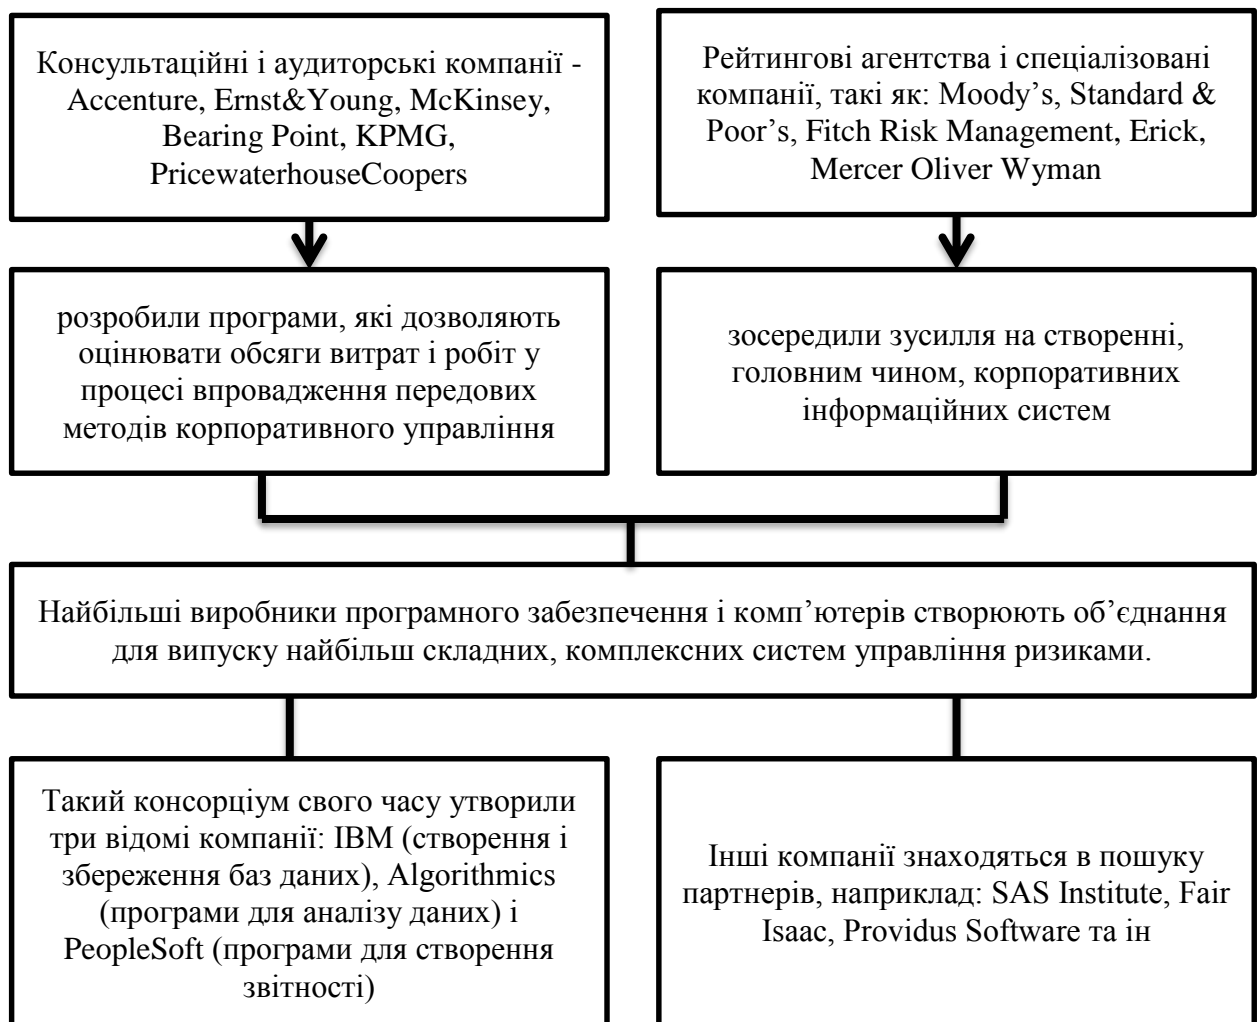 Консультаційні і аудиторські компанії -
Accenture, Ernst&Young, McKinsey,
Bearing Point, KPMG,
PricewaterhouseCoopers
Рейтингові агентства і спеціалізовані
компанії, такі як: Moody’s, Standard &
Poor’s, Fitch Risk Management, Erick,
Mercer Oliver Wyman
розробили програми, які дозволяють
оцінювати обсяги витрат і робіт у
процесі впровадження передових
методів корпоративного управління
зосередили зусилля на створенні,
головним чином, корпоративних
інформаційних систем
Найбільші виробники програмного забезпечення і комп’ютерів створюють об’єднання
для випуску найбільш складних, комплексних систем управління ризиками.
Такий консорціум свого часу утворили
три відомі компанії: IBM (створення і
збереження баз даних), Algorithmics
(програми для аналізу даних) і
PeopleSoft (програми для створення
звітності)
Інші компанії знаходяться в пошуку
партнерів, наприклад: SAS Institute, Fair
Isaac, Providus Software та ін